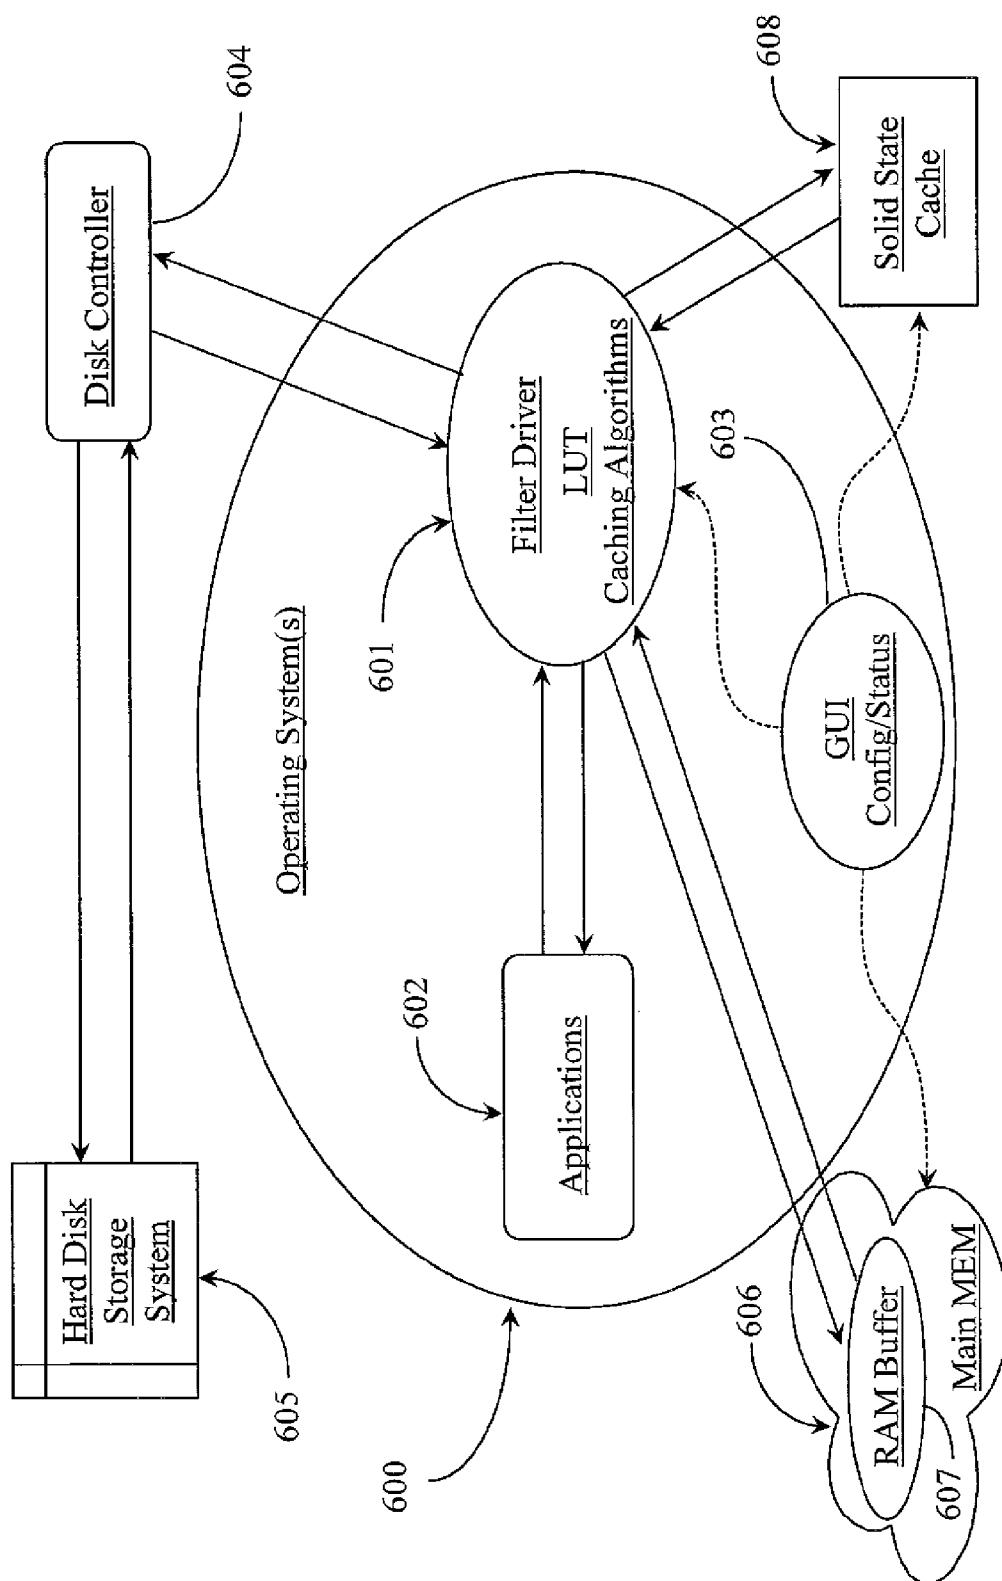 Hard Disk
Storage
System
605
Disk Controller
604
Operating System(s)
600
601
Filter Driver
LUT
Caching Algorithms
602
Applications
603
GUI
Config/Status
606
RAM Buffer
607
Main MEM
608
Solid State
Cache